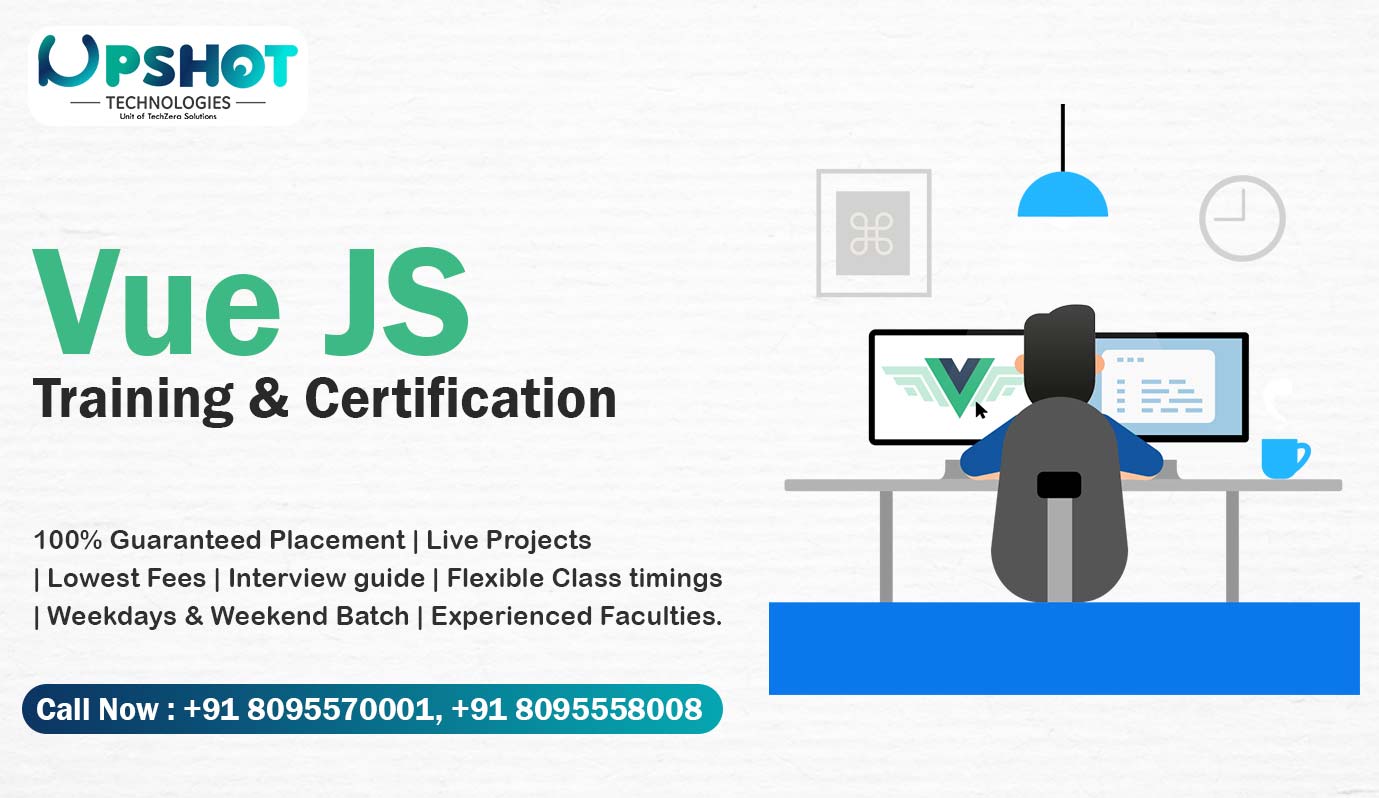 UPSHOT
TECHNOLOGIES
Unit of TechZera Solutions
Vue JS
Training & Certification
100% Guaranteed Placement | Live Projects
| Lowest Fees | Interview guide | Flexible Class timings
| Weekdays & Weekend Batch | Experienced Faculties.
Call Now : +91 8095570001, +91 8095558008